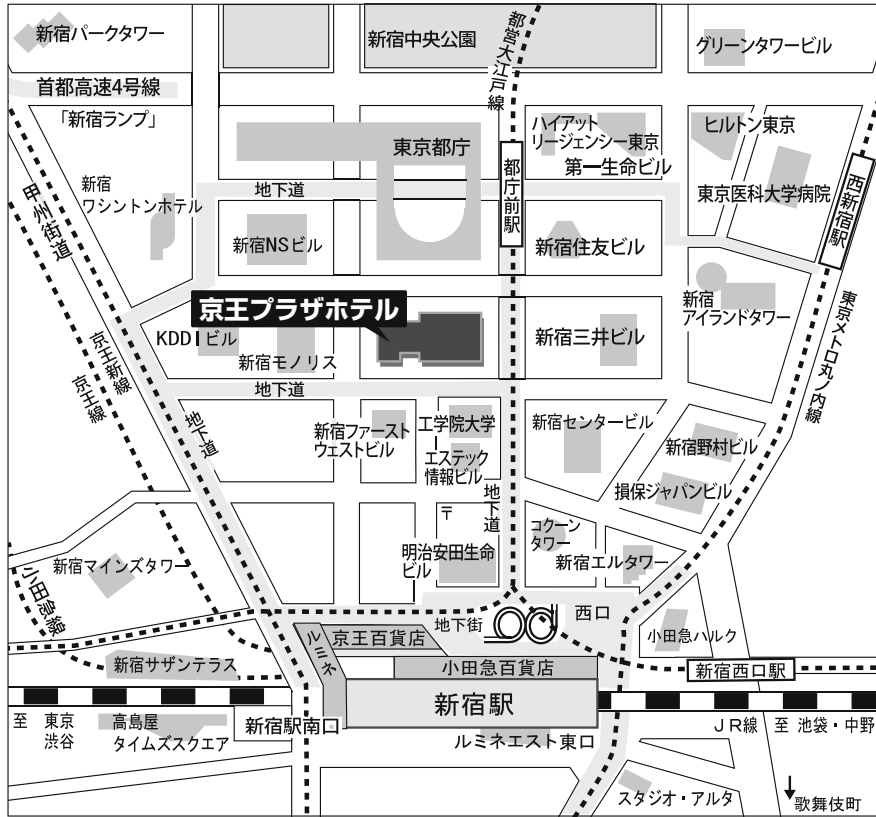 新宿パークタワー
新宿中央公園
都営大江戸線
グリーンタワービル
首都高速4号線
「新宿ランプ」
東京都庁
ハイアット
リージェンシー東京
第一生命ビル
ヒルトン東京
甲州街道
新宿
ワシントンホテル
地下道
都庁前駅
東京医科大学病院
西新宿駅
新宿NSビル
新宿住友ビル
京王プラザホテル
新宿
アイランドタワー
東京メトロ丸ノ内線
KDDIビル
新宿モノリス
新宿三井ビル
京王新線
京王線
地下道
地下道
新宿ファースト
ウェストビル
工学院大学
エステック
情報ビル
新宿センタービル
新宿野村ビル
損保ジャパンビル
地下道
〒
明治安田生命
ビル
コクーン
タワー
新宿エルタワー
新宿マインズタワー
小田急線
地下街
西口
小田急ハルク
ルミネ
京王百貨店
小田急百貨店
新宿サザンテラス
新宿西口駅
新宿駅
至 東京
渋谷
高島屋
タイムズスクエア
新宿駅南口
ルミネエスト東口
JR線 至 池袋・中野
スタジオ・アルタ
歌舞伎町